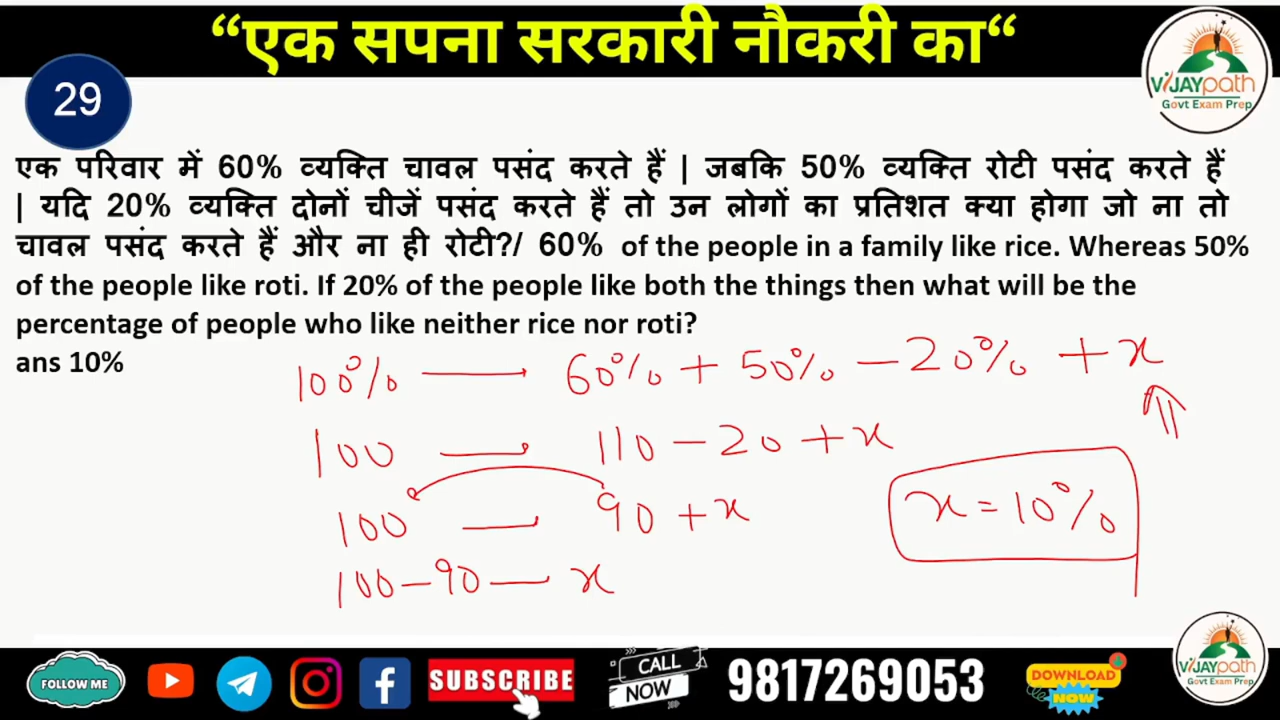 “एक सपना सरकारी नौकरी का“
29
VIJAYpath
Govt Exam Prep
एक परिवार में 60% व्यक्ति चावल पसंद करते हैं | जबकि 50% व्यक्ति रोटी पसंद करते हैं
| यदि 20% व्यक्ति दोनों चीजें पसंद करते हैं तो उन लोगों का प्रतिशत क्या होगा जो ना तो
चावल पसंद करते हैं और ना ही रोटी?/ 60% of the people in a family like rice. Whereas 50%
of the people like roti. If 20% of the people like both the things then what will be the
percentage of people who like neither rice nor roti?
ans 10%
100% — 60% + 50% - 20% + x
100 — 110 - 20 + x
100 — 90 + x
x = 10%
100 - 90 — x
FOLLOW ME
SUBSCRIBE
CALL
NOW
9817269053
DOWNLOAD
NOW
VIJAYpath
Govt Exam Prep